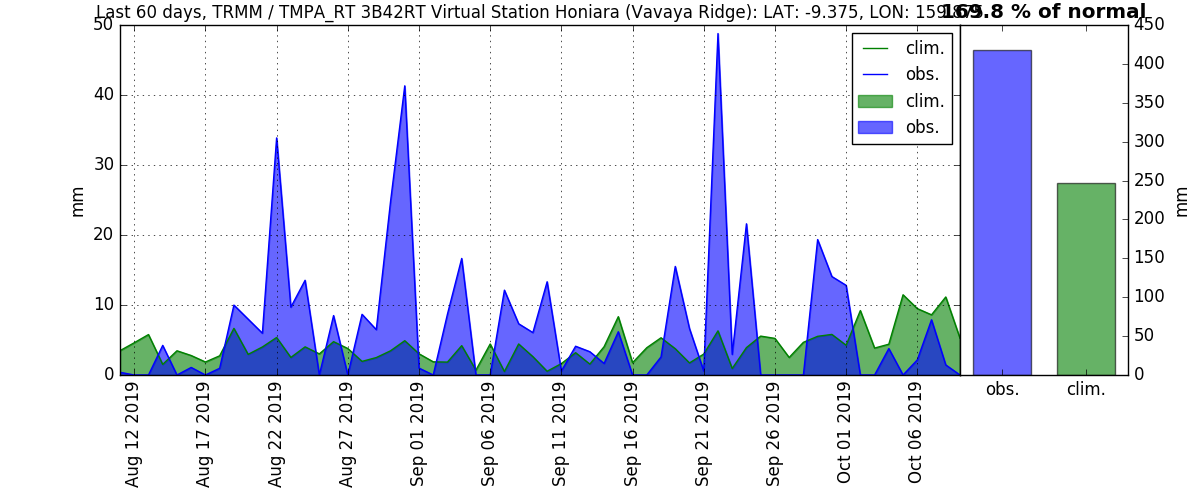 Last 60 days, TRMM / TMPA_RT 3B42RT Virtual Station Honiara (Vavaya Ridge): LAT: -9.375, LON:
169.8 % of normal
50
40
30
20
10
0
mm
clim.
obs.
clim.
obs.
450
400
350
300
250
200
150
100
50
0
mm
obs.
clim.
Aug 12 2019
Aug 17 2019
Aug 22 2019
Aug 27 2019
Sep 01 2019
Sep 06 2019
Sep 11 2019
Sep 16 2019
Sep 21 2019
Sep 26 2019
Oct 01 2019
Oct 06 2019